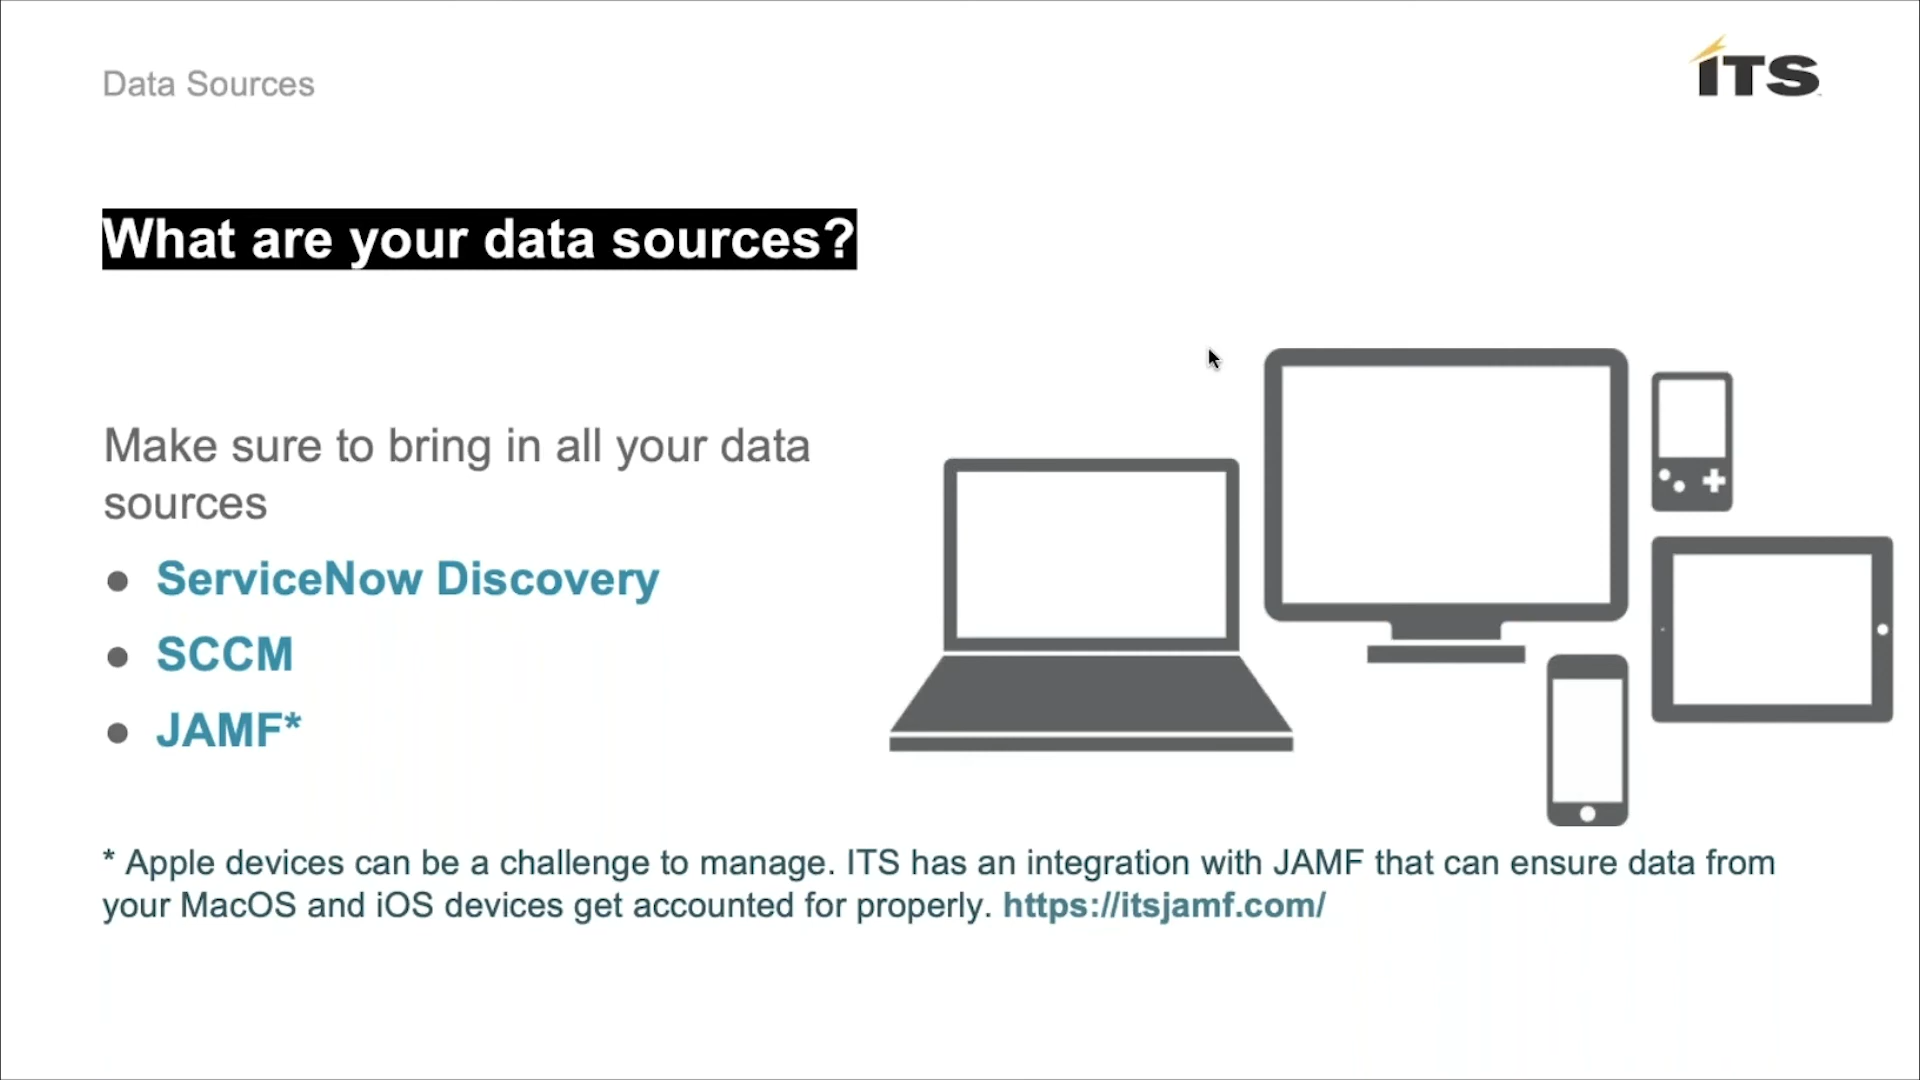 Data Sources
ITS
What are your data sources?
Make sure to bring in all your data
sources
● ServiceNow Discovery
● SCCM
● JAMF*
* Apple devices can be a challenge to manage. ITS has an integration with JAMF that can ensure data from
your MacOS and iOS devices get accounted for properly. https://itsjamf.com/